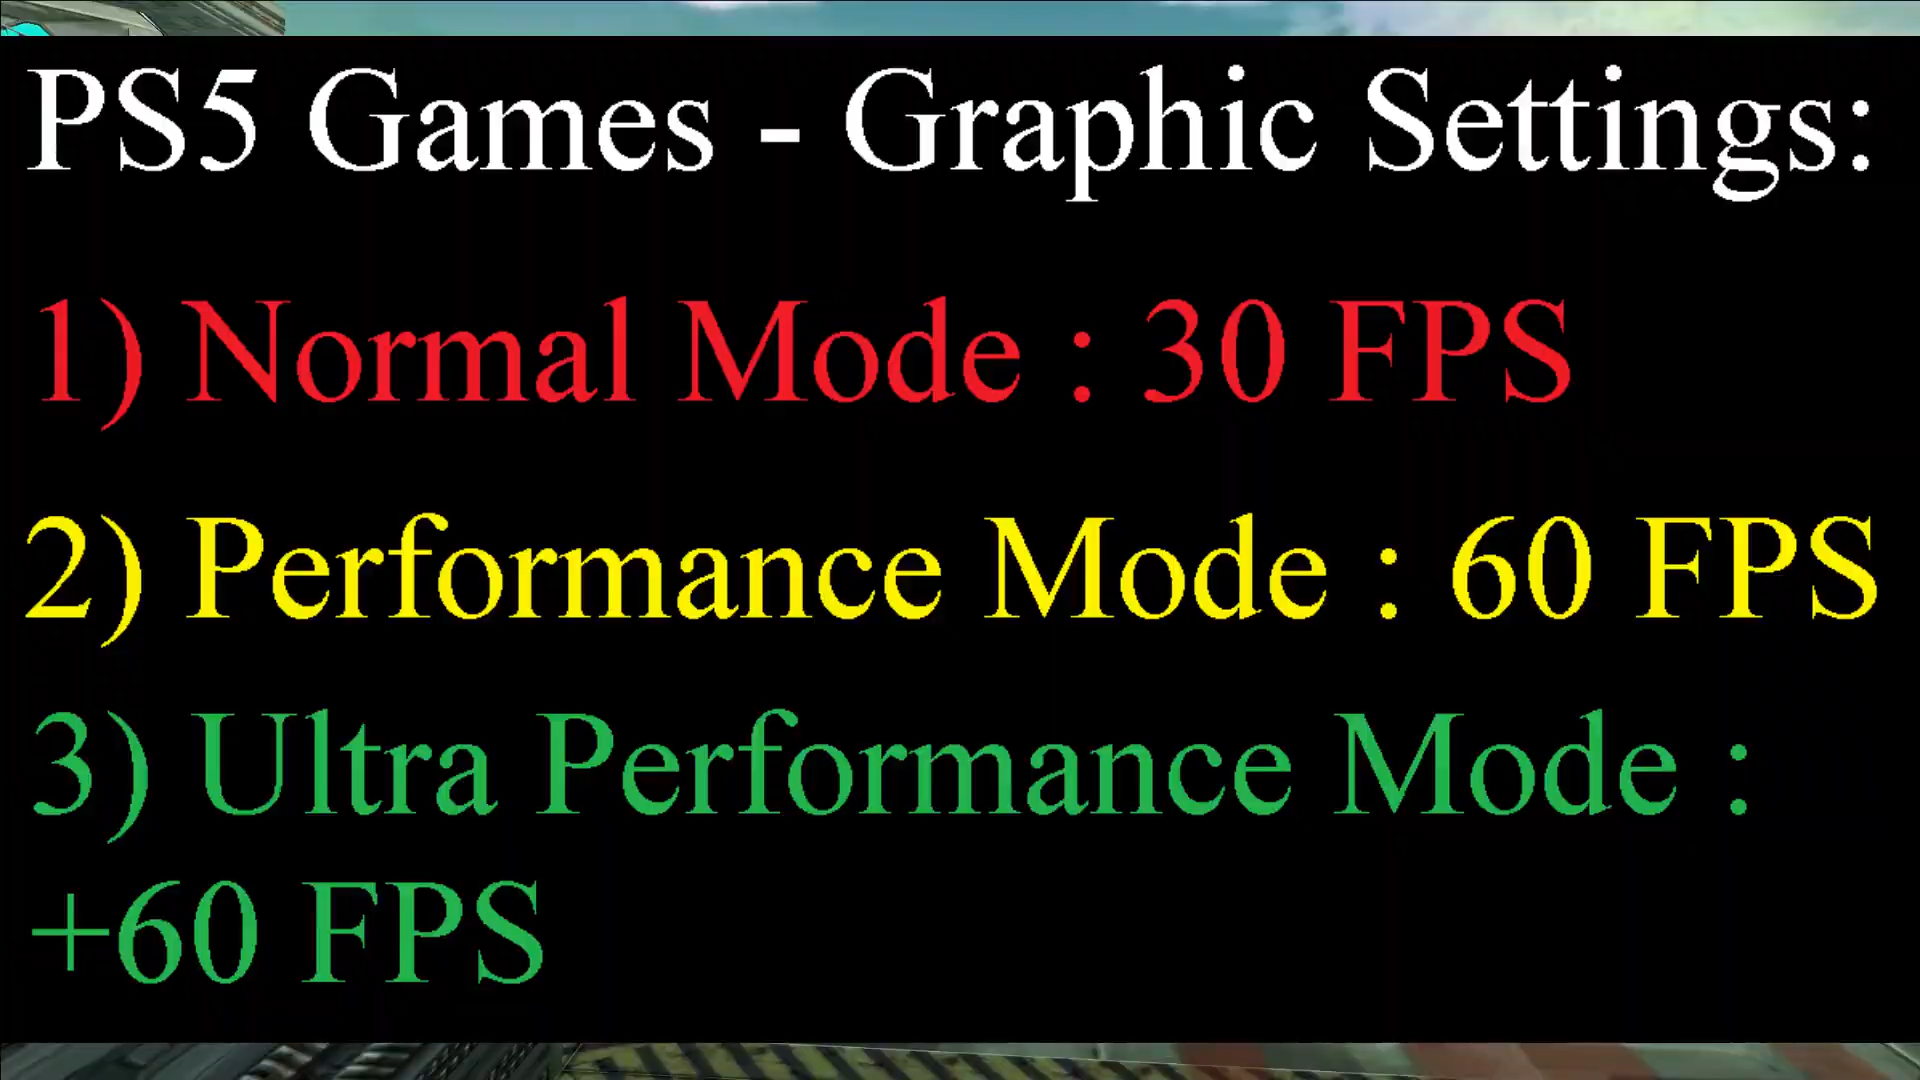 PS5 Games - Graphic Settings:
1) Normal Mode : 30 FPS
2) Performance Mode : 60 FPS
3) Ultra Performance Mode :
+60 FPS